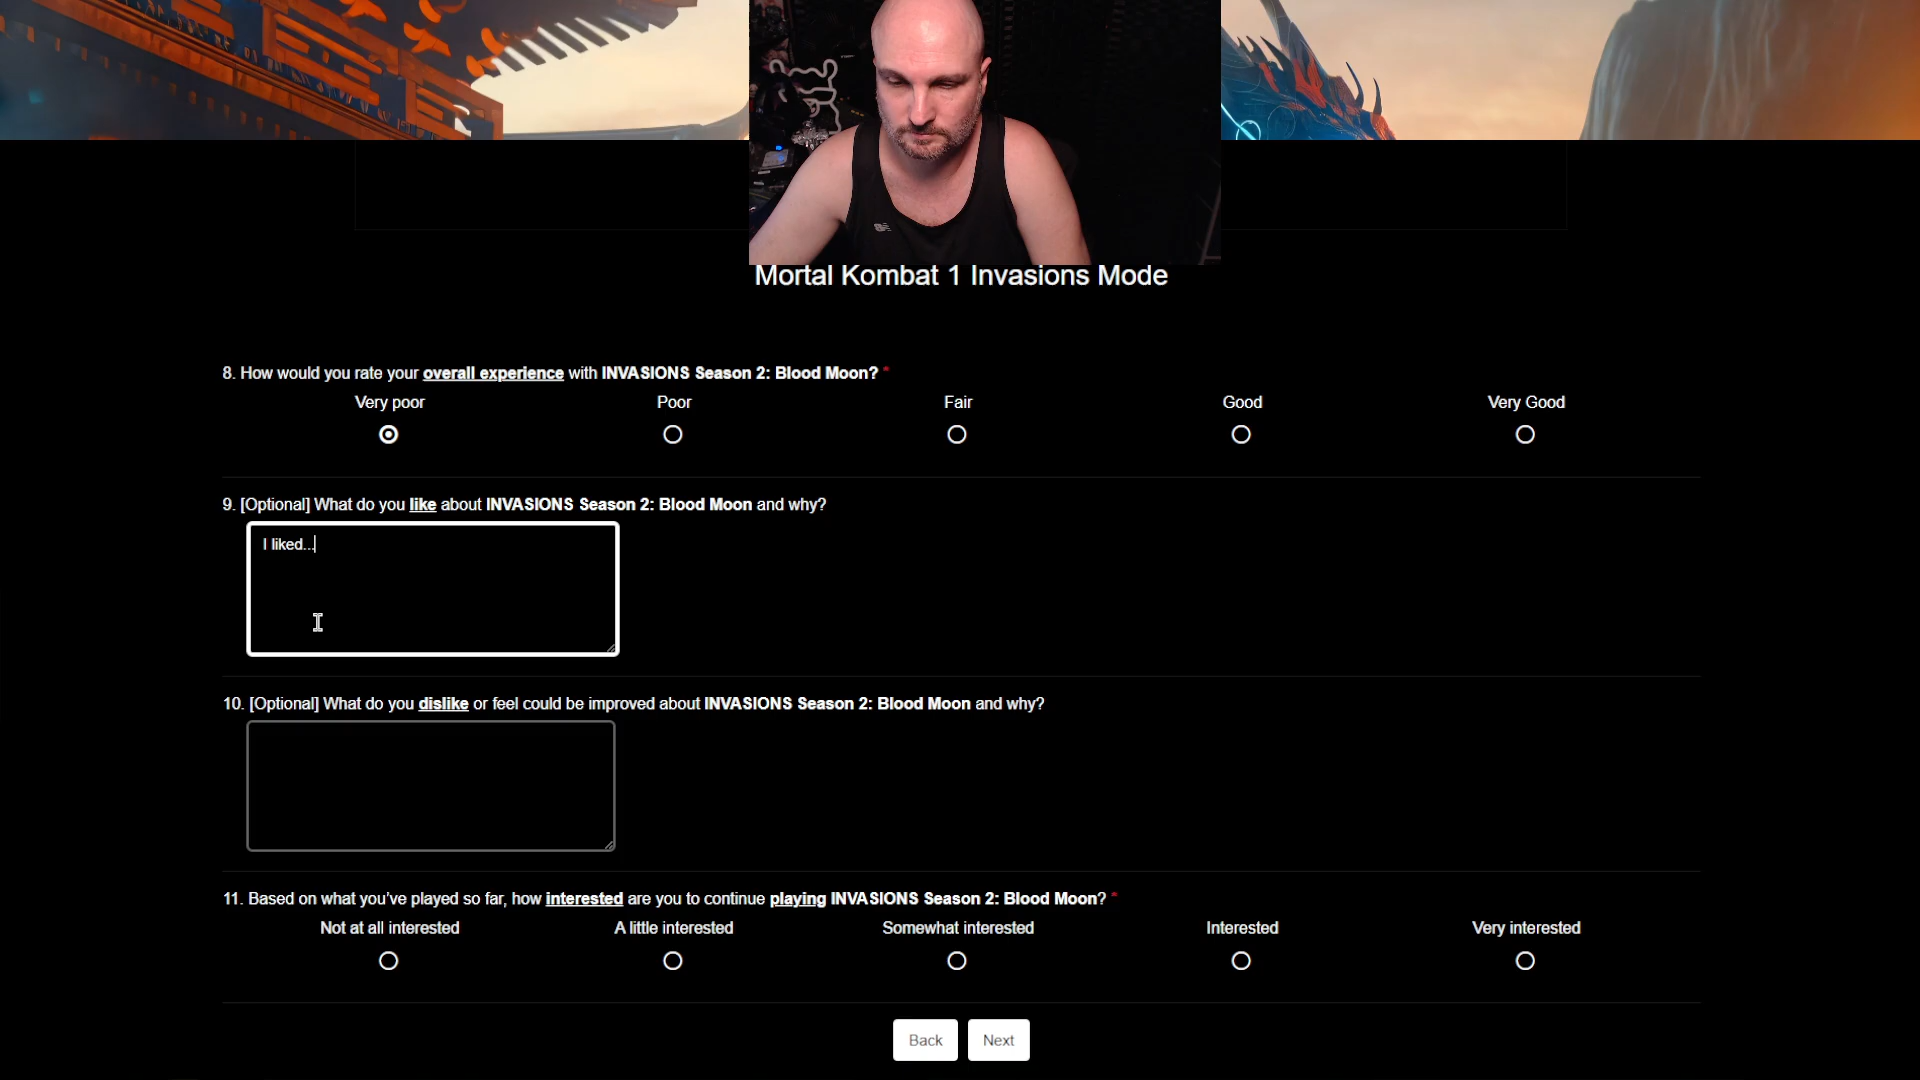 Mortal Kombat 1 Invasions Mode
8. How would you rate your overall experience with INVASIONS Season 2: Blood Moon? *
Very poor Poor Fair Good Very Good
9. [Optional] What do you like about INVASIONS Season 2: Blood Moon and why?
I liked...
10. [Optional] What do you dislike or feel could be improved about INVASIONS Season 2: Blood Moon and why?
11. Based on what you've played so far, how interested are you to continue playing INVASIONS Season 2: Blood Moon? *
Not at all interested A little interested Somewhat interested Interested Very interested
Back Next